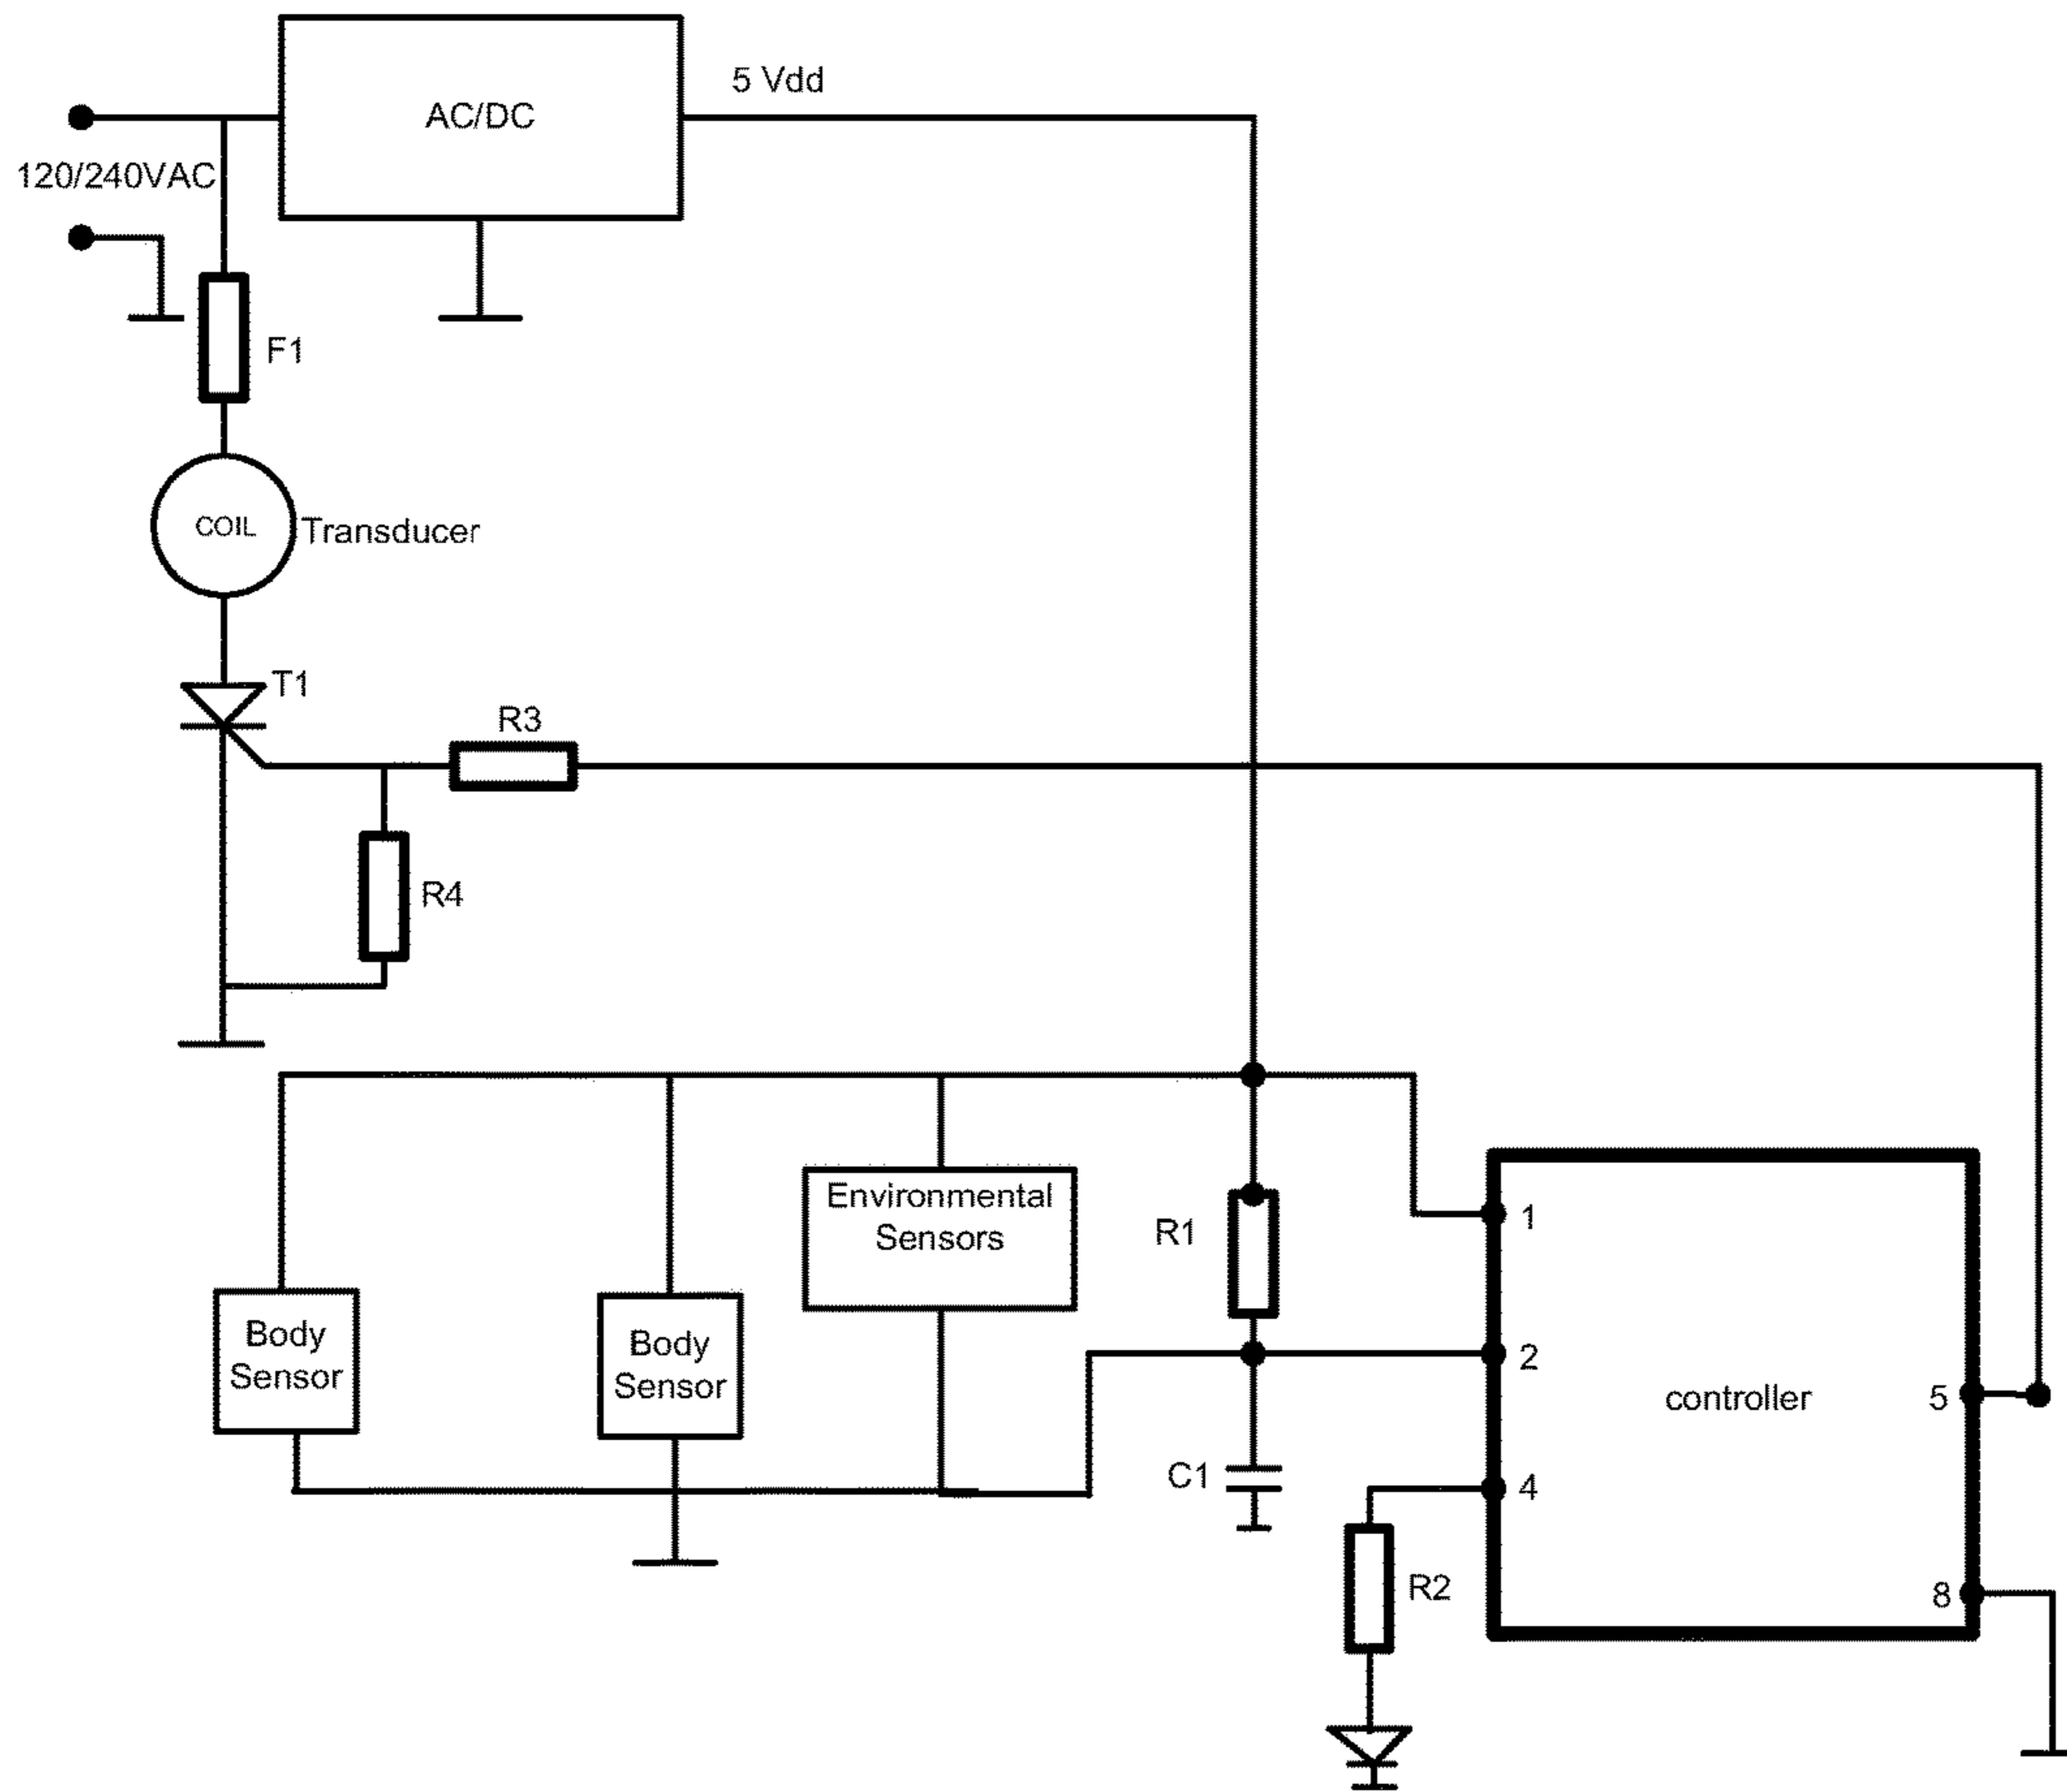 5 Vdd
AC/DC
120/240VAC
F1
COIL
Transducer
T1
R3
R4
Environmental
Sensors
R1
1
Body
Sensor
Body
Sensor
2
controller
5
C1
4
R2
8